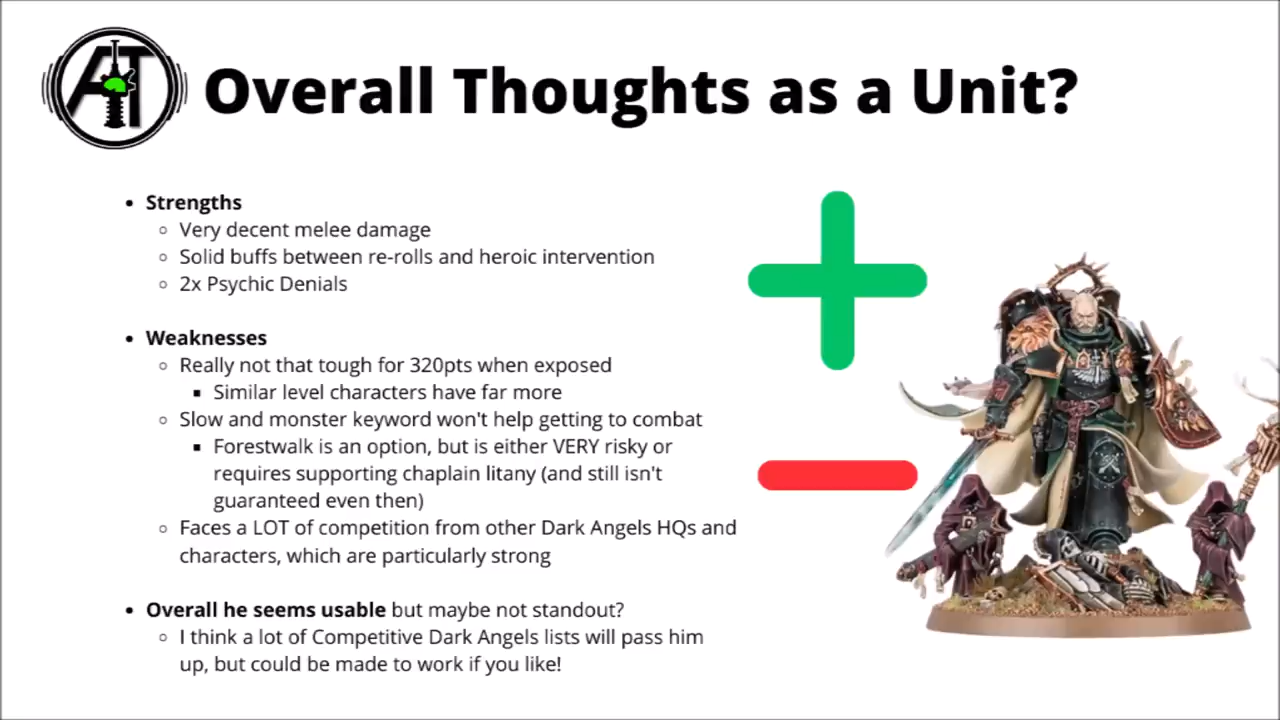 AT
Overall Thoughts as a Unit?
Strengths
Very decent melee damage
Solid buffs between re-rolls and heroic intervention
2x Psychic Denials
Weaknesses
Really not that tough for 320pts when exposed
Similar level characters have far more
Slow and monster keyword won't help getting to combat
Forestwalk is an option, but is either VERY risky or
requires supporting chaplain litany (and still isn't
guaranteed even then)
Faces a LOT of competition from other Dark Angels HQs and
characters, which are particularly strong
Overall he seems usable but maybe not standout?
I think a lot of Competitive Dark Angels lists will pass him
up, but could be made to work if you like!